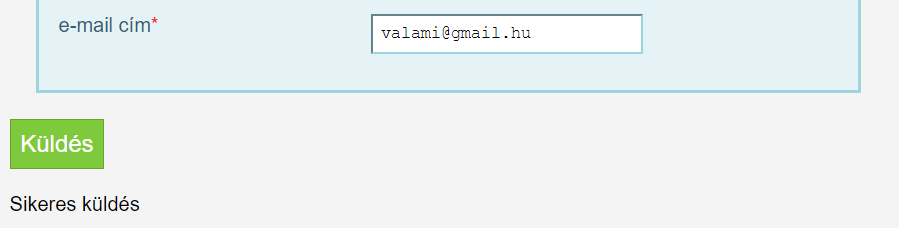 e-mail cím*
valami@gmail.hu
Küldés
Sikeres küldés